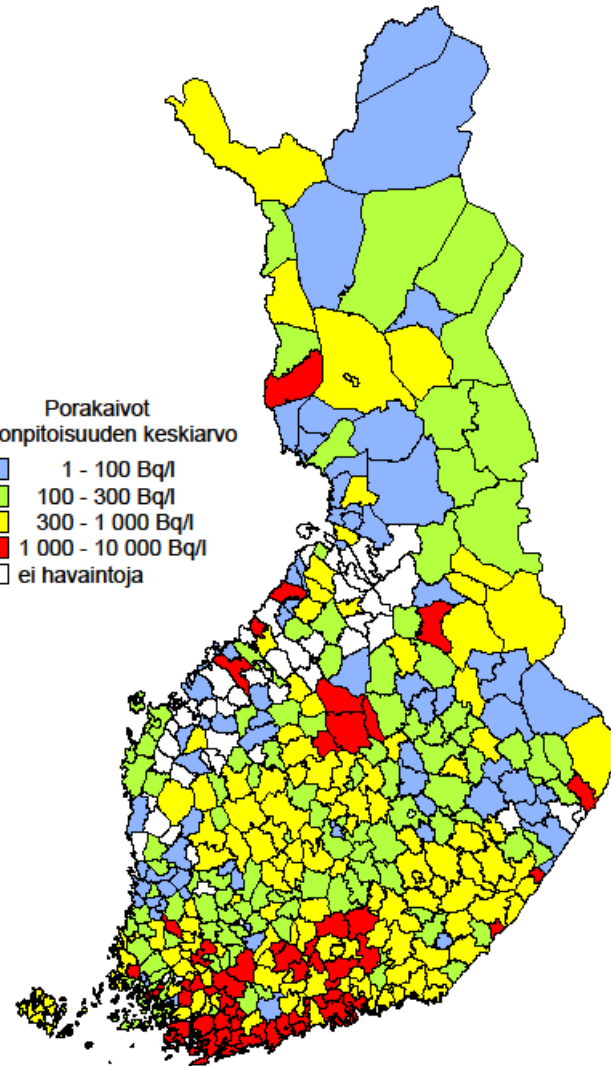 Porakaivot
onpitoisuuden keskiarvo
1 - 100 Bq/l
100 - 300 Bq/l
300 - 1 000 Bq/l
1 000 - 10 000 Bq/l
ei havaintoja